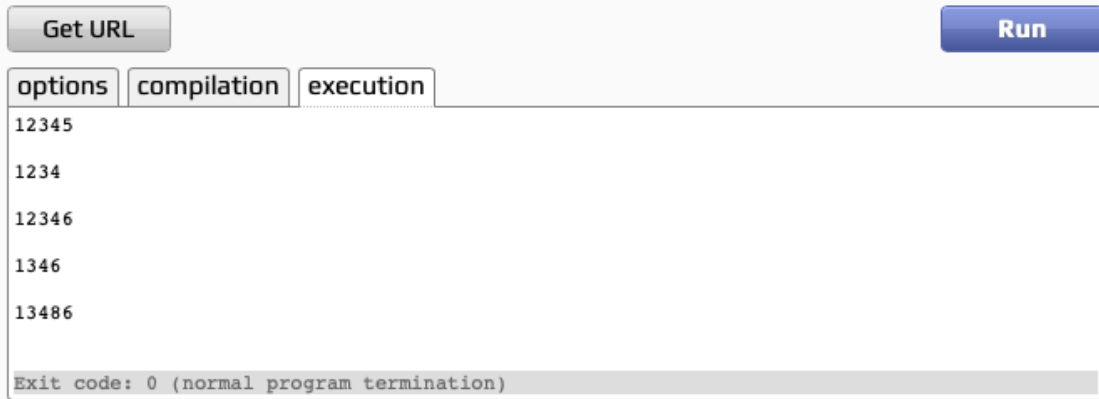 Get URL Run
options compilation execution
12345
1234
12346
1346
13486
Exit code: 0 (normal program termination)